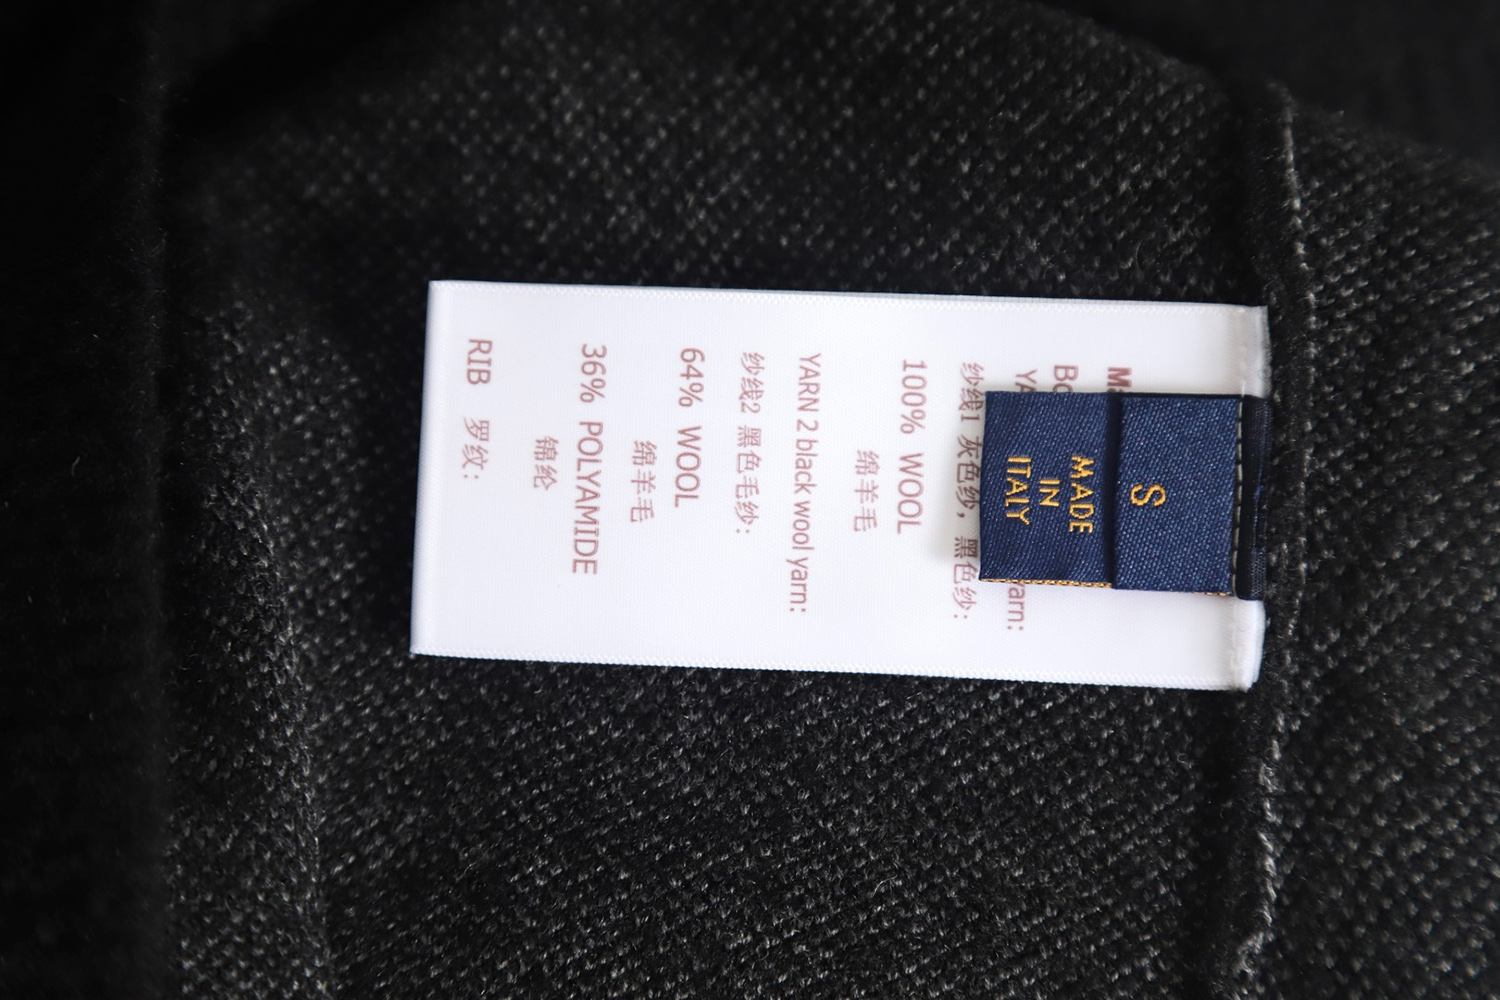 S
MADE
IN
ITALY
纱线1 灰色纱，黑色纱:
100% WOOL
绵羊毛
YARN 2 black wool yarn:
纱线2 黑色毛纱:
64% WOOL
绵羊毛
36% POLYAMIDE
锦纶
RIB 罗纹: